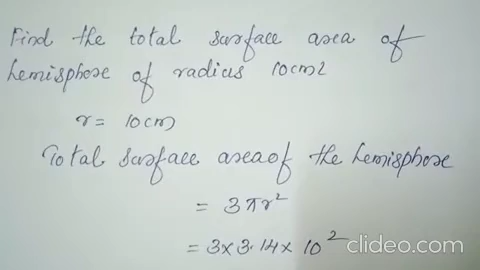 Find the total surface area of
hemisphere of radius 10cm2
r = 10cm
Total surface area of the hemisphere
= 3πr²
= 3×3.14×10²
clideo.com